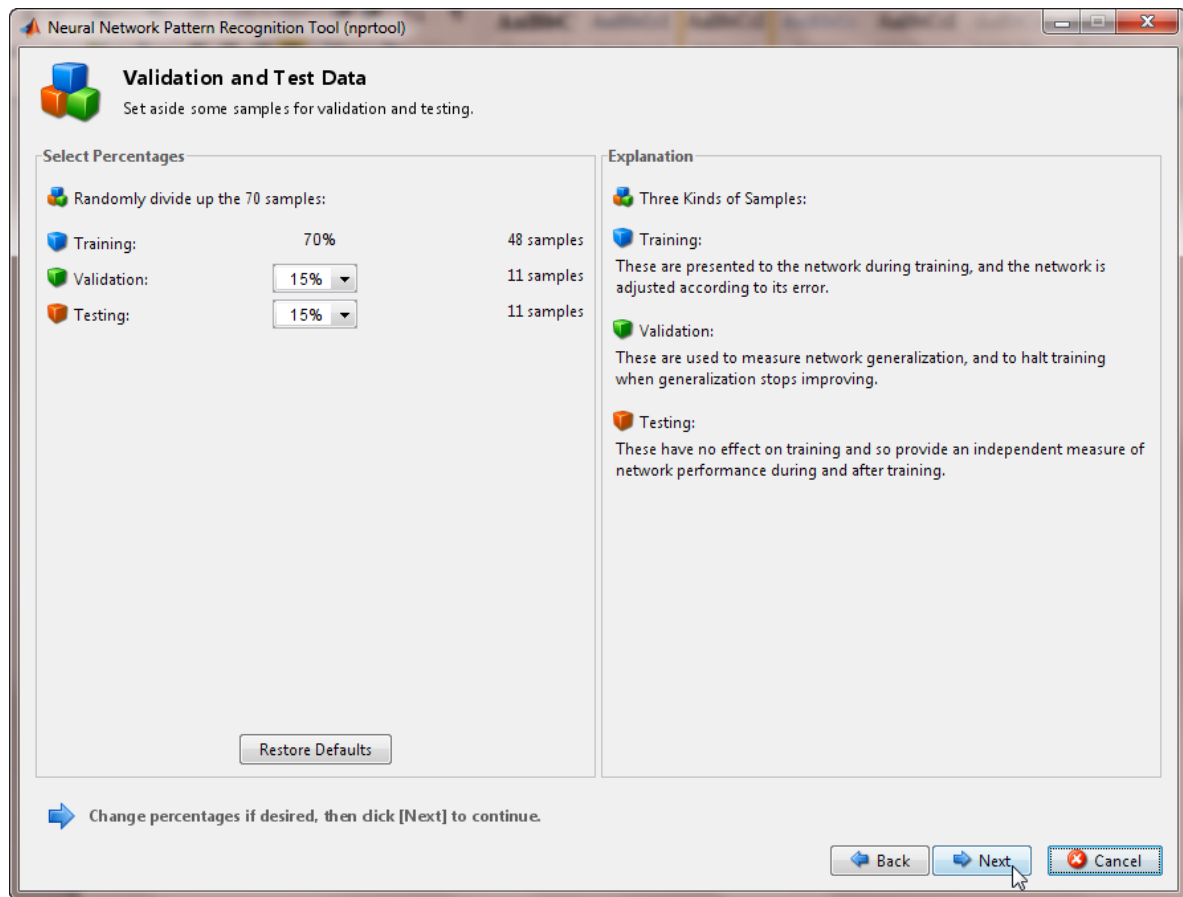 Neural Network Pattern Recognition Tool (nprtool)
Validation and Test Data
Set aside some samples for validation and testing.
Select Percentages
Randomly divide up the 70 samples:
Training: 70% 48 samples
Validation: 15% 11 samples
Testing: 15% 11 samples
Restore Defaults
Explanation
Three Kinds of Samples:
Training:
These are presented to the network during training, and the network is
adjusted according to its error.
Validation:
These are used to measure network generalization, and to halt training
when generalization stops improving.
Testing:
These have no effect on training and so provide an independent measure of
network performance during and after training.
Change percentages if desired, then click [Next] to continue.
Back Next Cancel